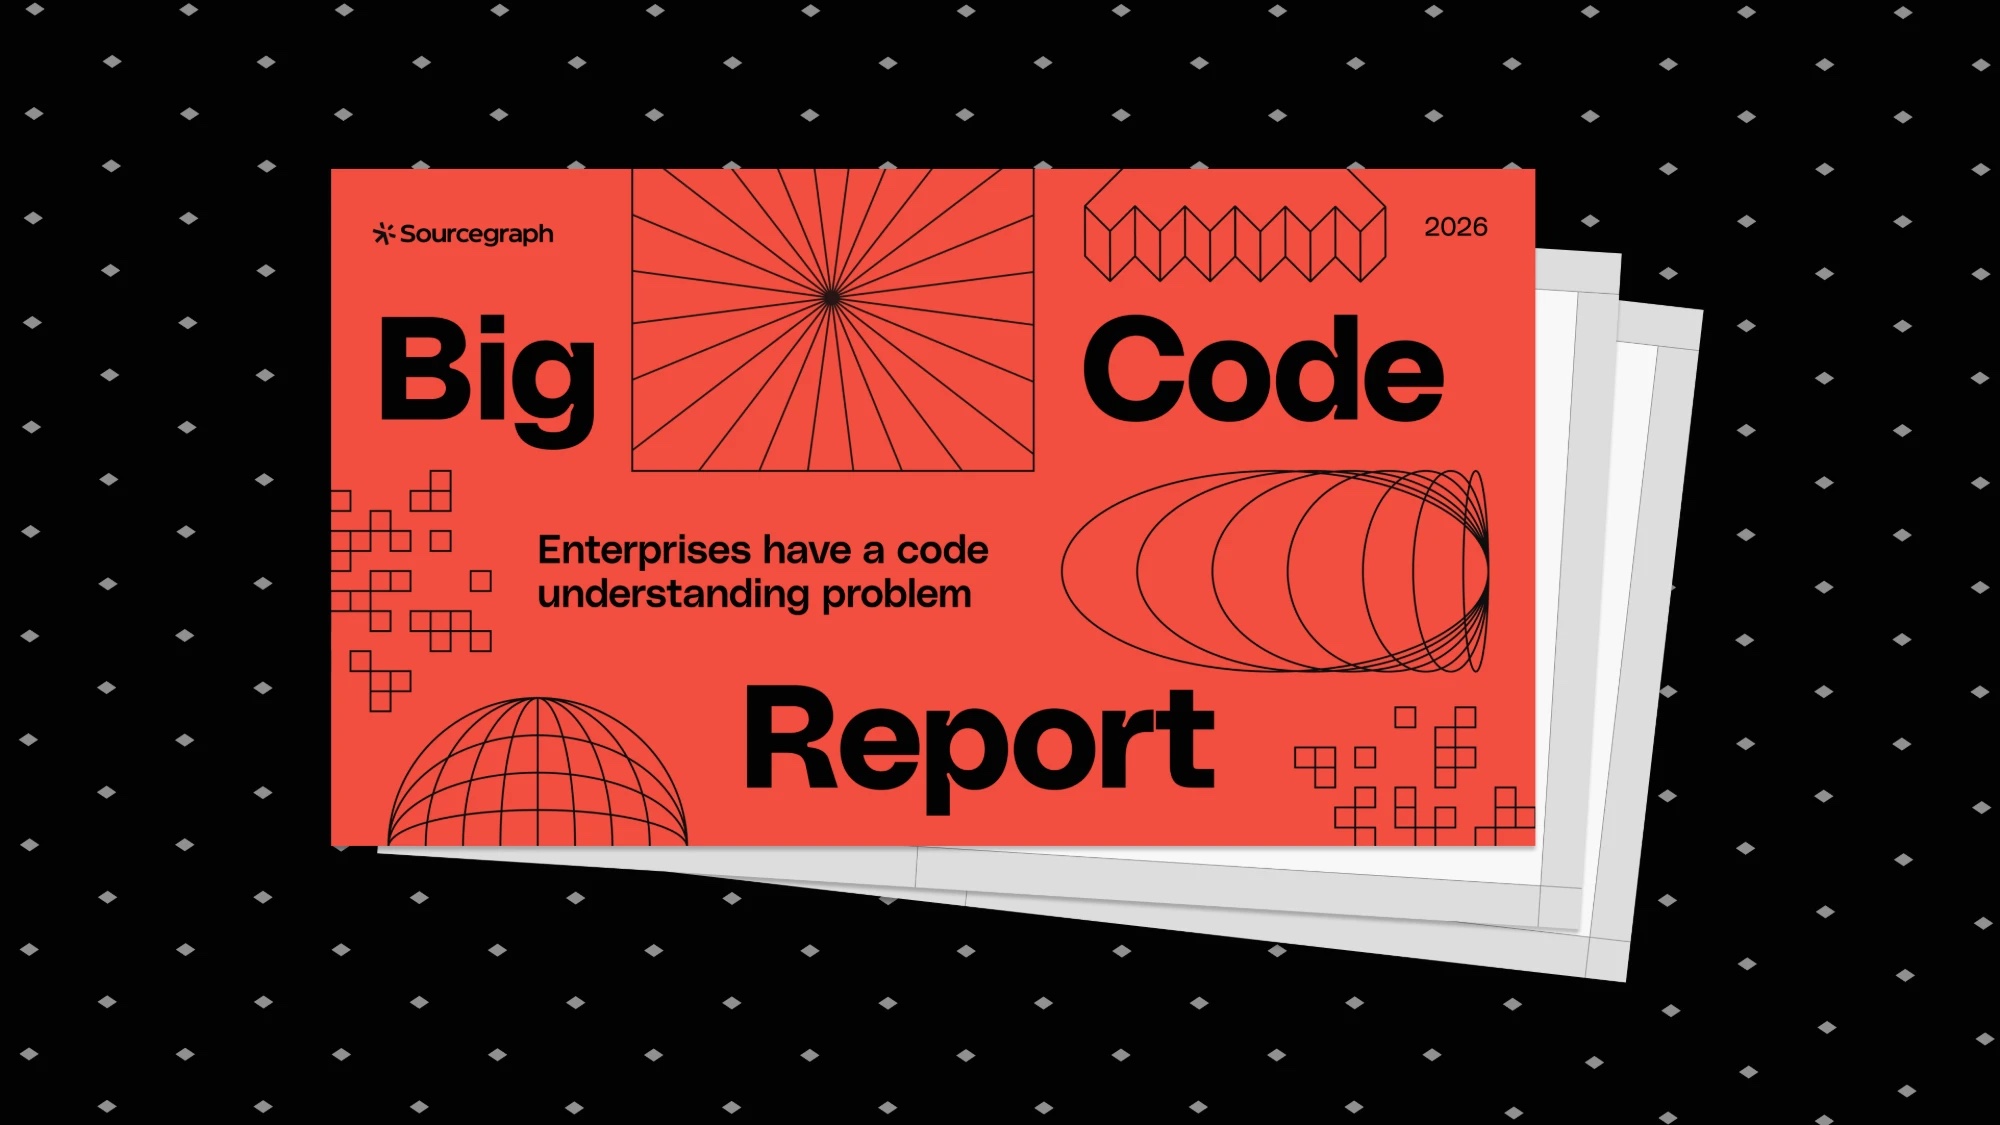 Sourcegraph
2026
Big Code
Enterprises have a code
understanding problem
Report